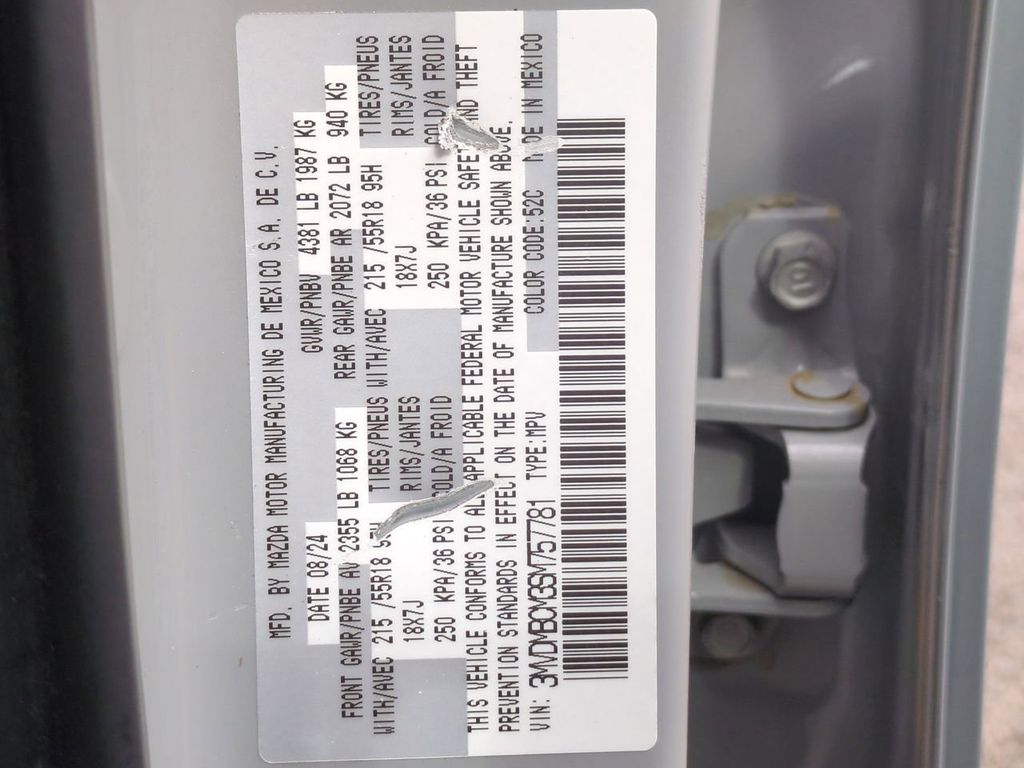 MFD. BY MAZDA MOTOR MANUFACTURING DE MEXICO S.A. DE C.V.
DATE 08/24 GVWR/PNBV 4381 LB 1987 KG
FRONT GAWR/PNBE AV 2355 LB 1068 KG REAR GAWR/PNBE AR 2072 LB 940 KG
WITH/AVEC 215 /55R18 95H TIRES/PNEUS WITH/AVEC 215 /55R18 95H TIRES/PNEUS
18X7J RIMS/JANTES 18X7J RIMS/JANTES
250 KPA/36 PSI COLD/A FROID 250 KPA/36 PSI COLD/A FROID
THIS VEHICLE CONFORMS TO ALL APPLICABLE FEDERAL MOTOR VEHICLE SAFETY AND THEFT
PREVENTION STANDARDS IN EFFECT ON THE DATE OF MANUFACTURE SHOWN ABOVE.
VIN: 3MVDMBCM3SM757781 TYPE:MPV COLOR CODE:52C MADE IN MEXICO